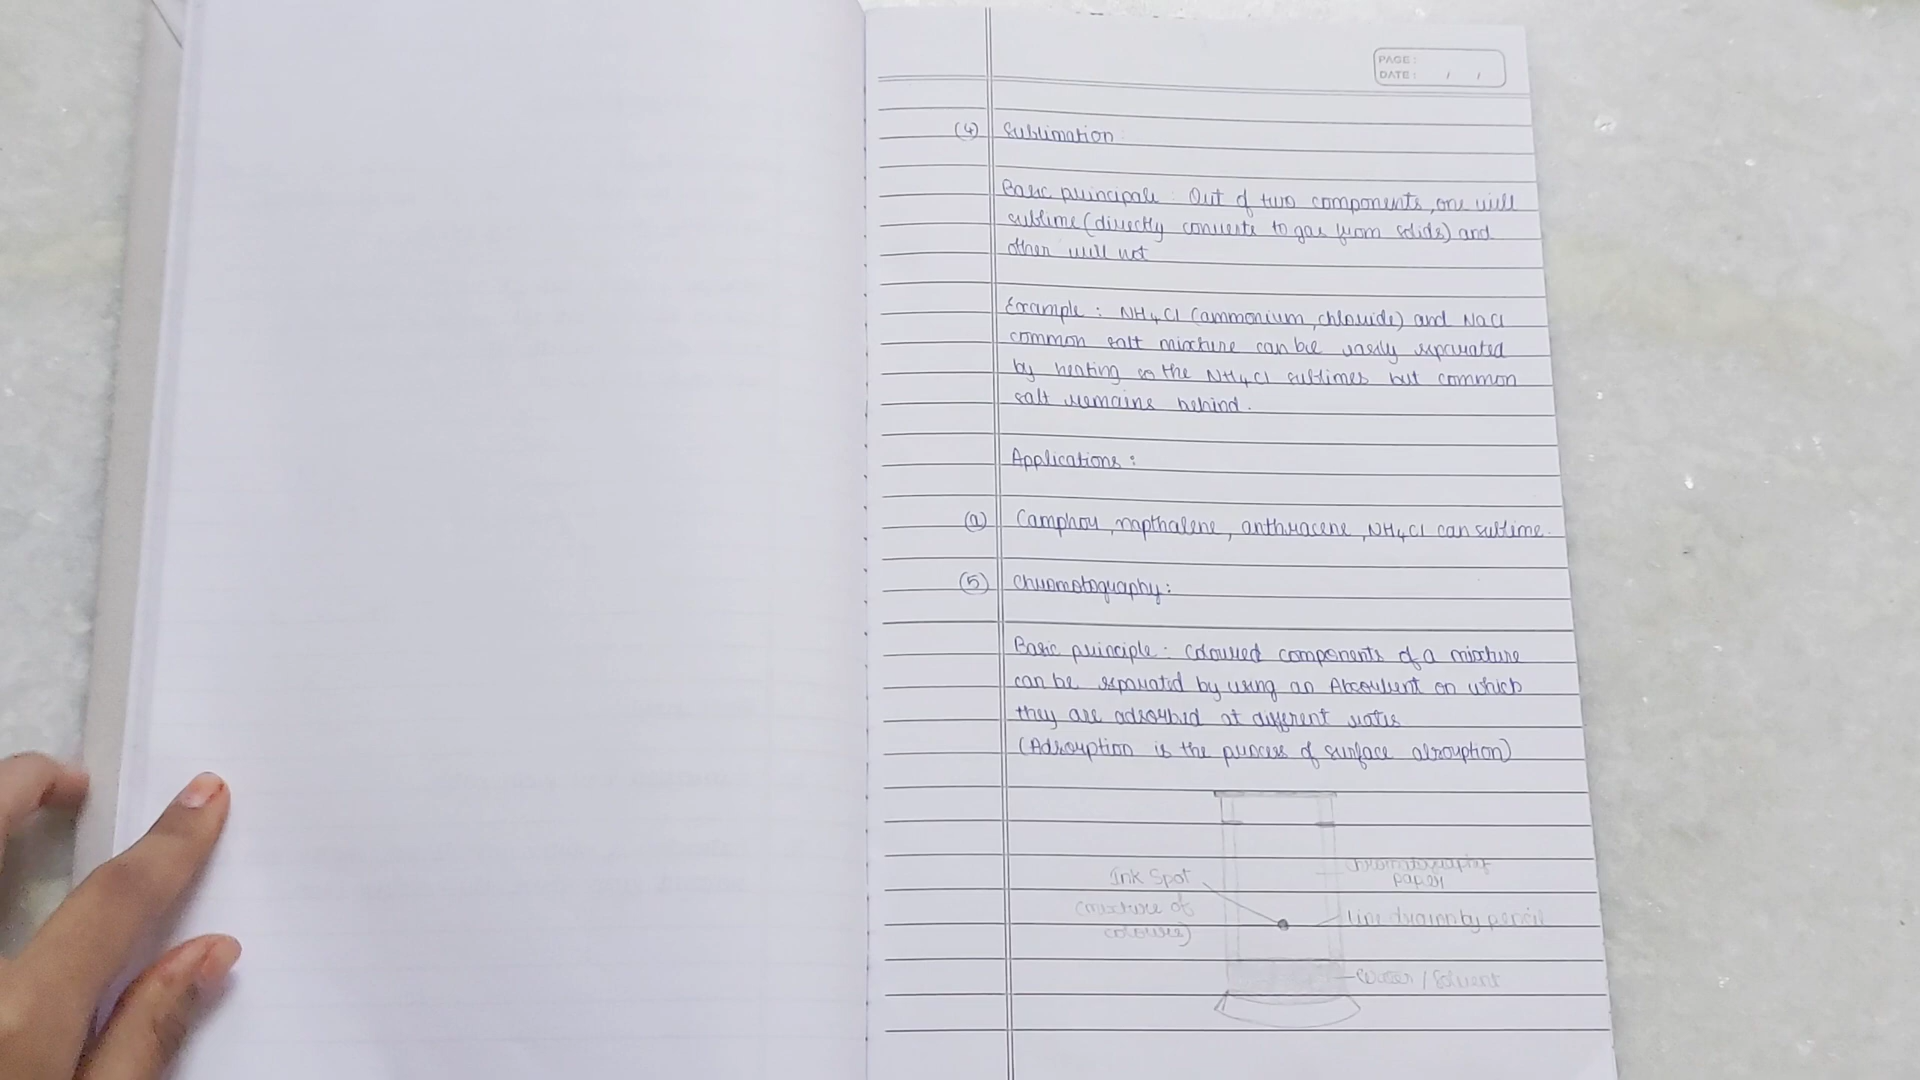 PAGE:
DATE: / /
(4) Sublimation
Basic principale : Out of two components, one will
sublime (directly converts to gas from solids) and
other will not
Example : NH4Cl (ammonium, chloride) and NaCl
common salt mixture can be easily separated
by heating so the NH4Cl sublimes but common
salt remains behind.
Applications :
(a) Camphor, napthalene, anthracene, NH4Cl can sublime.
(5) Chromotography :
Basic principle : Coloured components of a mixture
can be separated by using an Absorbent on which
they are adsorbed at different rates
(Adsorption is the process of surface absorption)
Ink Spot
(mixture of
colours)
chromatography
paper
Line drawn by pencil
Water / Solvent